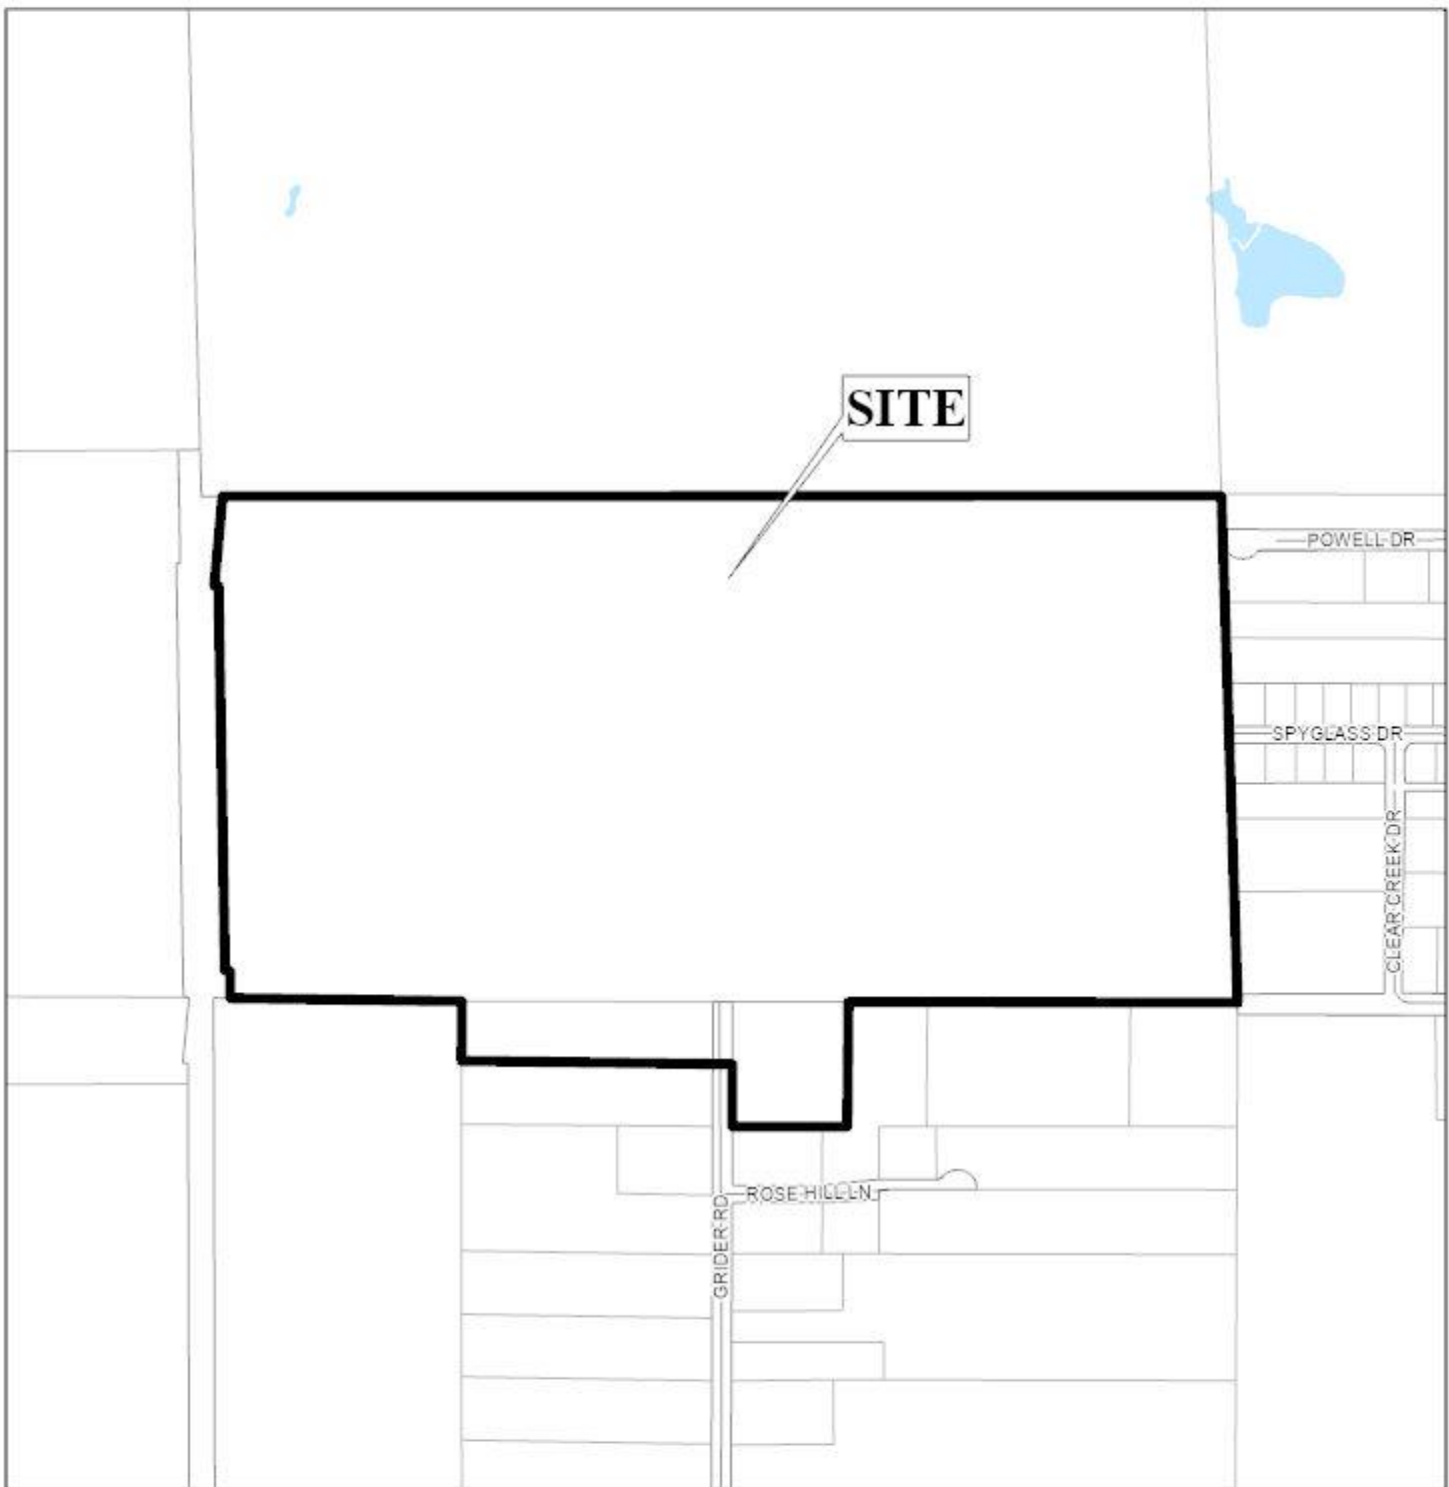 SITE
POWELL DR
SPYGLASS DR
CLEAR CREEK DR
ROSE HILL LN
GRIDER RD